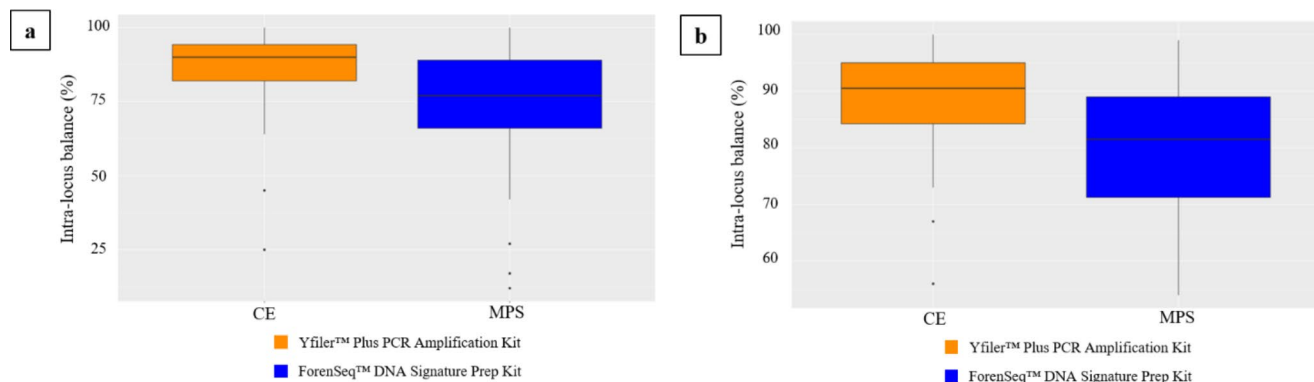 a
Intra-locus balance (%)
100
75
50
25
CE
MPS
Yfiler™ Plus PCR Amplification Kit
ForenSeq™ DNA Signature Prep Kit
b
Intra-locus balance (%)
100
90
80
70
60
CE
MPS
Yfiler™ Plus PCR Amplification Kit
ForenSeq™ DNA Signature Prep Kit